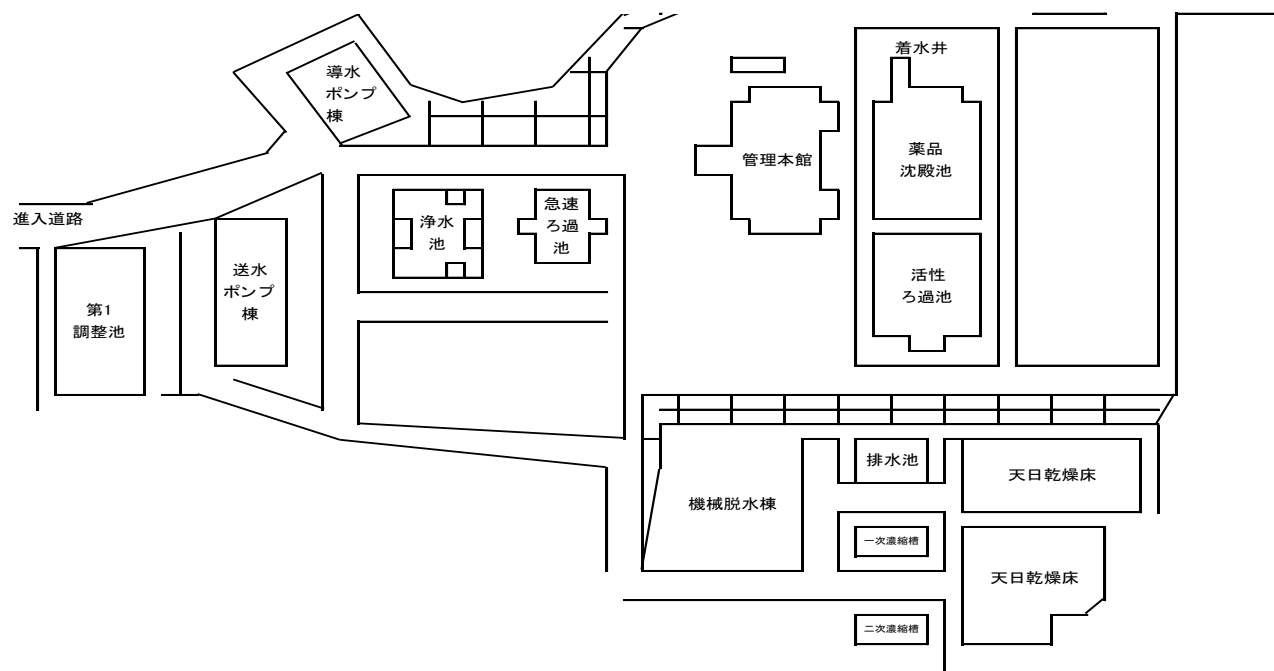 着水井
導水
ポンプ
棟
薬品
沈殿池
管理本館
進入道路
浄水
池
急速
ろ過
池
送水
ポンプ
棟
活性
ろ過池
第1
調整池
排水池
天日乾燥床
機械脱水棟
一次濃縮槽
天日乾燥床
二次濃縮槽